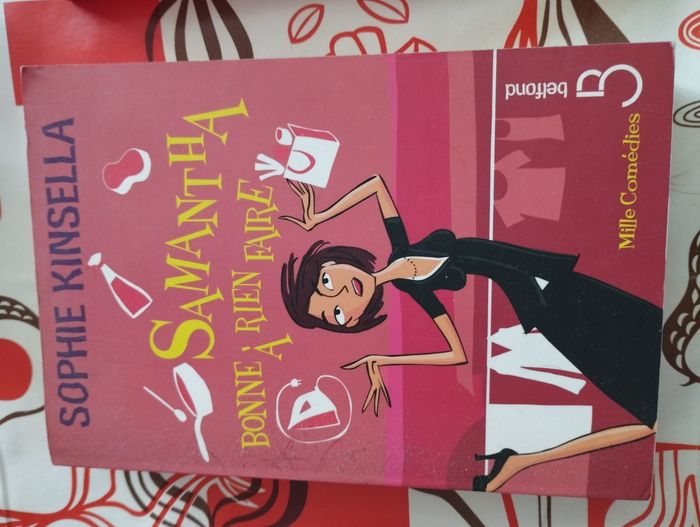 SOPHIE KINSELLA
SAMANTHA
BONNE À RIEN FAIRE
belfond
Mille Comédies